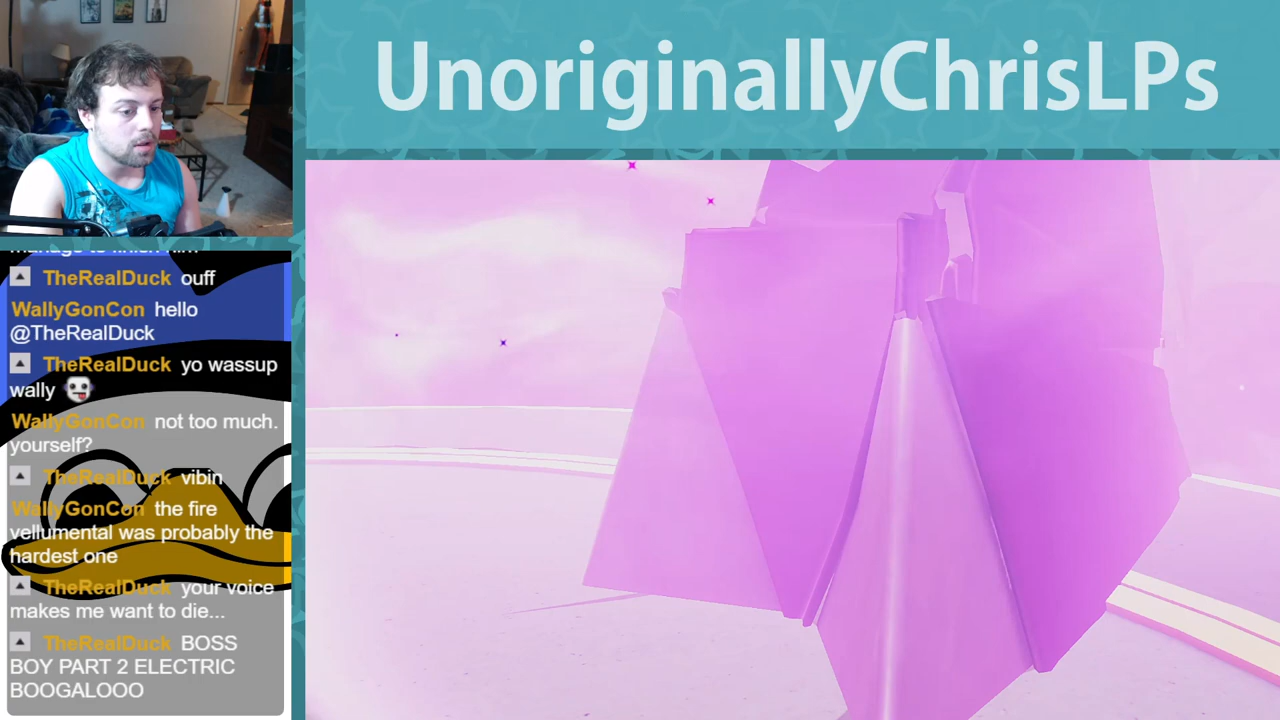 UnoriginallyChrisLPs
TheRealDuck ouff
WallyGonCon hello
@TheRealDuck
TheRealDuck yo wassup
wally
WallyGonCon not too much.
yourself?
TheRealDuck vibin
WallyGonCon the fire
vellumental was probably the
hardest one
TheRealDuck your voice
makes me want to die...
TheRealDuck BOSS
BOY PART 2 ELECTRIC
BOOGALOOO